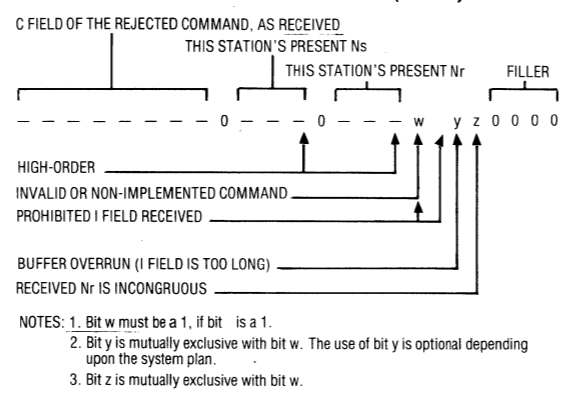 C FIELD OF THE REJECTED COMMAND, AS RECEIVED
THIS STATION'S PRESENT Ns
THIS STATION'S PRESENT Nr
FILLER
– – – – – – – – 0 – – – 0 – – – w y z 0 0 0 0
HIGH-ORDER
INVALID OR NON-IMPLEMENTED COMMAND
PROHIBITED I FIELD RECEIVED
BUFFER OVERRUN (I FIELD IS TOO LONG)
RECEIVED Nr IS INCONGRUOUS
NOTES: 1. Bit w must be a 1, if bit is a 1.
2. Bit y is mutually exclusive with bit w. The use of bit y is optional depending
upon the system plan.
3. Bit z is mutually exclusive with bit w.